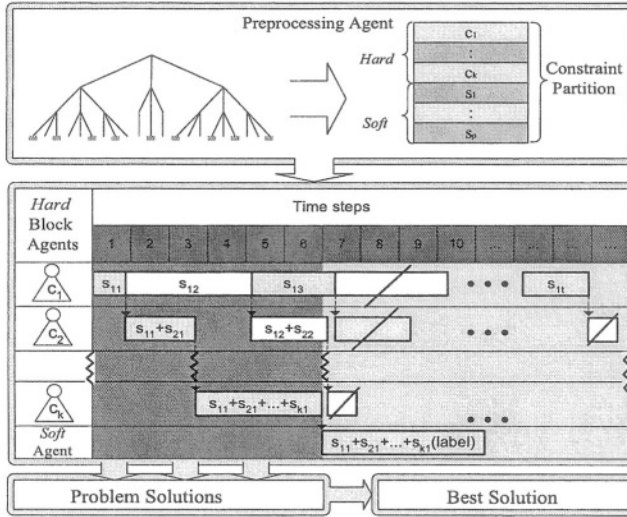 Preprocessing Agent
Hard
Soft
C1
:
Ck
S1
:
Sp
Constraint
Partition
Hard
Block
Agents
Time steps
1 2 3 4 5 6 7 8 9 10 ... ... ... ...
C1
S11
S12
S13
S1t
C2
S11+S21
S12+S22
Ck
S11+S21+...+Sk1
Soft
Agent
S11+S21+...+Sk1(label)
Problem Solutions
Best Solution